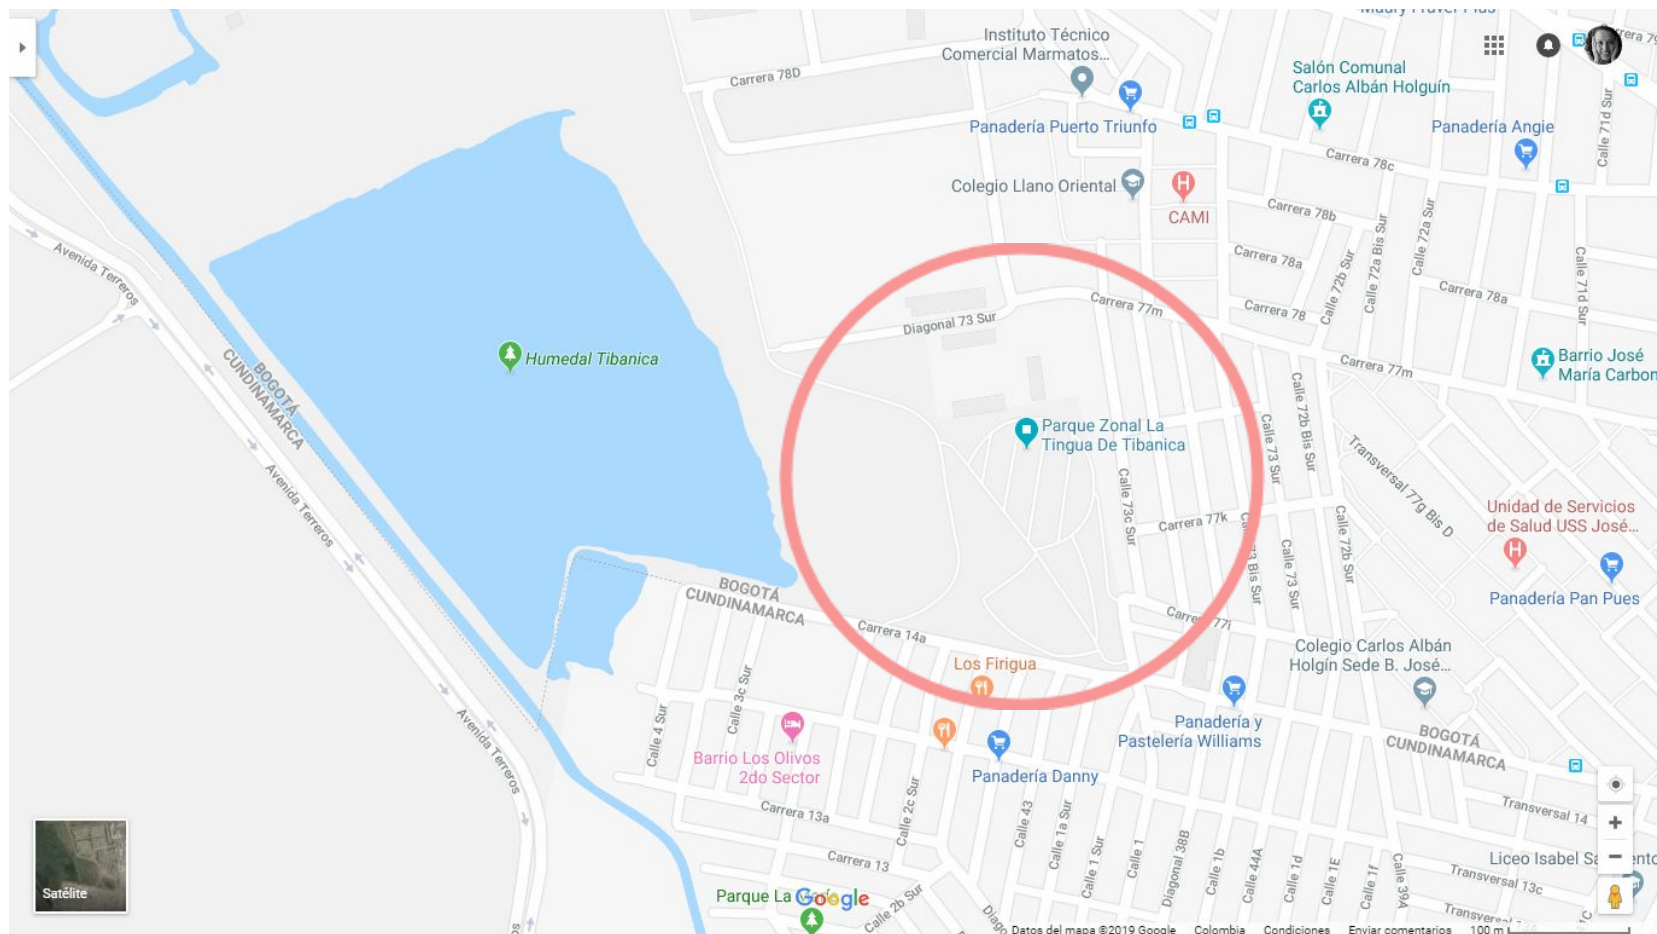 Instituto Técnico
Comercial Marmatos...
Carrera 78D
Salón Comunal
Carlos Albán Holguín
Panadería Puerto Triunfo
Panadería Angie
Calle 71d Sur
Carrera 78c
Colegio Llano Oriental
CAMI
Carrera 78b
Calle 72a Bis Sur
Calle 72a Sur
Avenida Terreros
Carrera 78a
Calle 72b Sur
Calle 71d Sur
Carrera 78a
Carrera 77m
Carrera 78
Diagonal 73 Sur
Humedal Tibanica
BOGOTÁ
CUNDINAMARCA
Barrio José
María Carbon
Carrera 77m
Calle 72b Bis Sur
Parque Zonal La
Tingua De Tibanica
Calle 73 Sur
Transversal 77g Bis D
Avenida Terreros
Calle 73c Sur
Carrera 77k
Unidad de Servicios
de Salud USS José...
Calle 72b Sur
Calle 73 Sur
73 Bis Sur
Panadería Pan Pues
BOGOTÁ
CUNDINAMARCA
Carrera 14a
Carrera 77i
Colegio Carlos Albán
Holgín Sede B. José...
Los Firigua
Calle 3c Sur
Calle 4 Sur
Avenida Terreros
Panadería y
Pastelería Williams
BOGOTÁ
CUNDINAMARCA
Barrio Los Olivos
2do Sector
Panadería Danny
Carrera 13a
Calle 2c Sur
Calle 43
Calle 1a Sur
Calle 1 Sur
Calle 1
Diagonal 38B
Calle 1b
Calle 44A
Calle 1d
Calle 1E
Calle 1f
Calle 39A
Transversal 14
Carrera 13
Liceo Isabel
Transversal 13c
Satélite
Parque La
Google
Calle 2b Sur
Datos del mapa ©2019 Google Colombia Condiciones Enviar comentarios 100 m